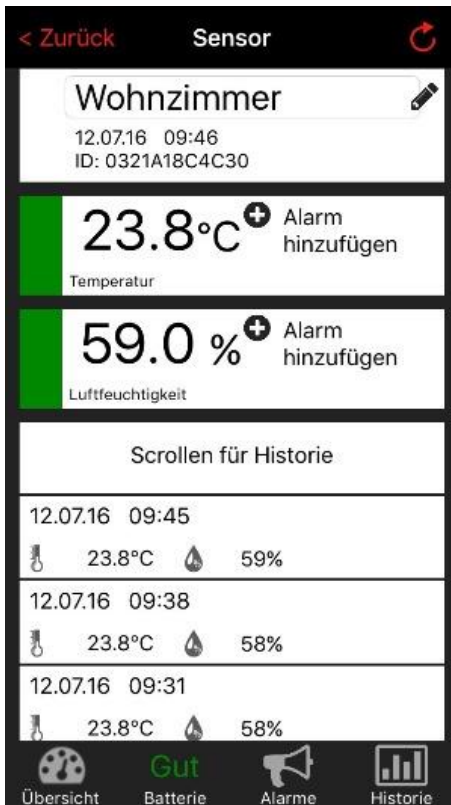 < Zurück Sensor
Wohnzimmer
12.07.16 09:46
ID: 0321A18C4C30
23.8°C Alarm
hinzufügen
Temperatur
59.0 % Alarm
hinzufügen
Luftfeuchtigkeit
Scrollen für Historie
12.07.16 09:45
23.8°C 59%
12.07.16 09:38
23.8°C 58%
12.07.16 09:31
23.8°C 58%
Gut
Übersicht Batterie Alarme Historie